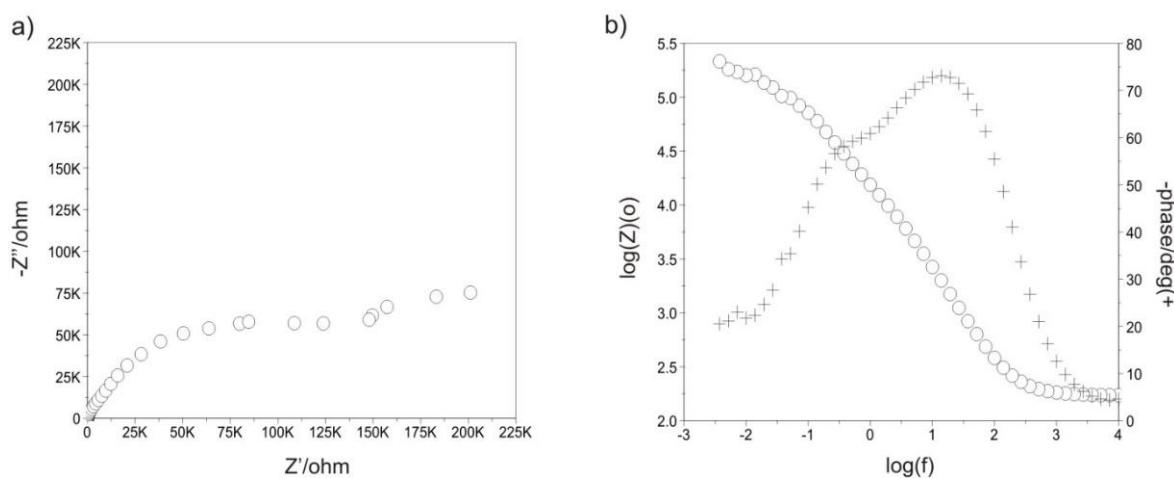 a)
225K
200K
175K
150K
125K
100K
75K
50K
25K
0
-Z''/ohm
0 25K 50K 75K 100K 125K 150K 175K 200K 225K
Z'/ohm
b)
5.5
5.0
4.5
4.0
3.5
3.0
2.5
2.0
log(Z)(o)
80
70
60
50
40
30
20
10
0
-phase/deg(+
-3 -2 -1 0 1 2 3 4
log(f)